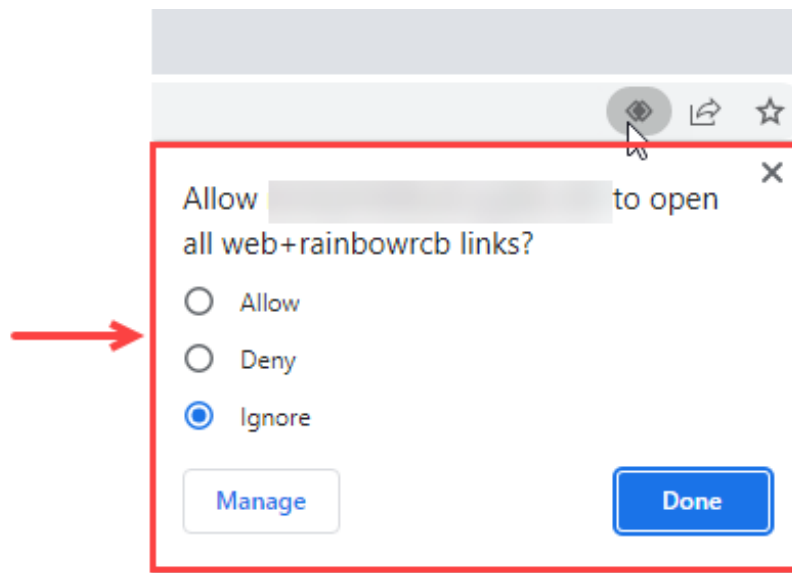 Allow to open
all web+rainbowrcb links?
Allow
Deny
Ignore
Manage
Done